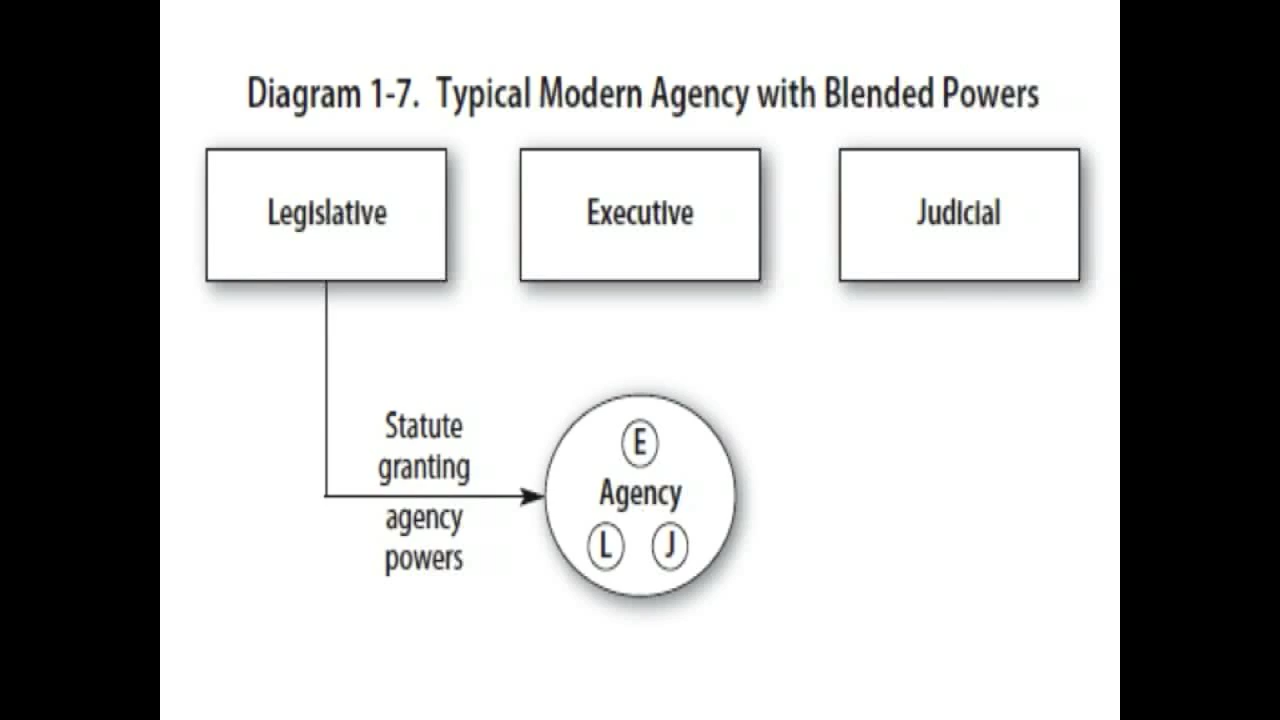 Diagram 1-7. Typical Modern Agency with Blended Powers
Legislative
Executive
Judicial
Statute
granting
agency
powers
E
Agency
L J